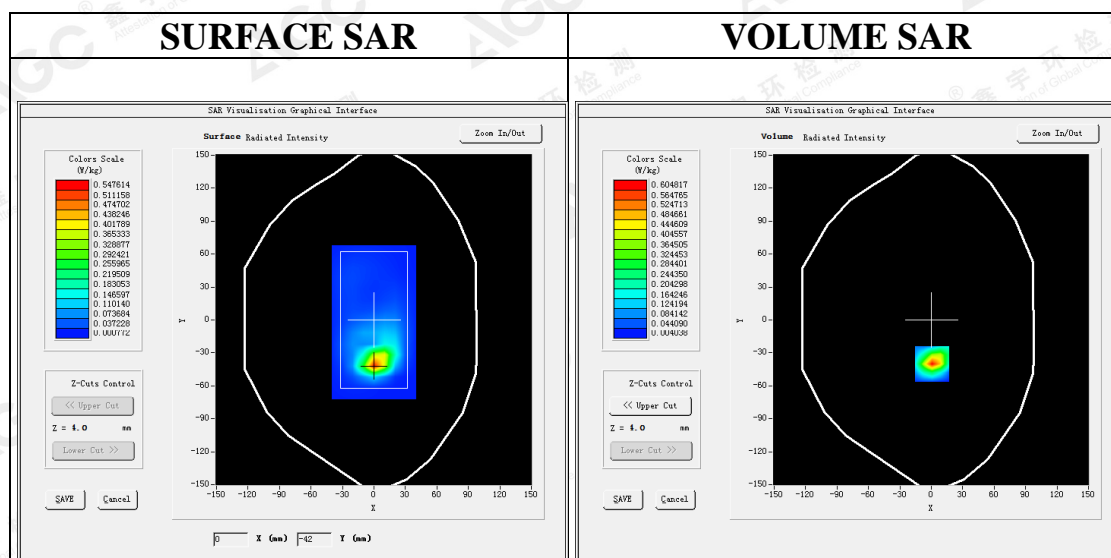 SURFACE SAR
VOLUME SAR
SAR Visualisation Graphical Interface
Surface Radiated Intensity
Zoom In/Out
Colors Scale
(W/kg)
0.547614
0.511158
0.474702
0.438246
0.401789
0.365333
0.328877
0.292421
0.255965
0.219509
0.183053
0.146597
0.110140
0.073684
0.037228
0.000772
150
120
90
60
30
0
-30
-60
-90
-120
-150
Y
-150 -120 -90 -60 -30 0 30 60 90 120 150
X
Z-Cuts Control
<< Upper Cut
Z = 4.0 mm
Lower Cut >>
SAVE Cancel
0 X (mm) -42 Y (mm)
SAR Visualisation Graphical Interface
Volume Radiated Intensity
Zoom In/Out
Colors Scale
(W/kg)
0.604817
0.564765
0.524713
0.484661
0.444609
0.404557
0.364505
0.324453
0.284401
0.244350
0.204298
0.164246
0.124194
0.084142
0.044090
0.004038
150
120
90
60
30
0
-30
-60
-90
-120
-150
Y
-150 -120 -90 -60 -30 0 30 60 90 120 150
X
Z-Cuts Control
<< Upper Cut
Z = 4.0 mm
Lower Cut >>
SAVE Cancel